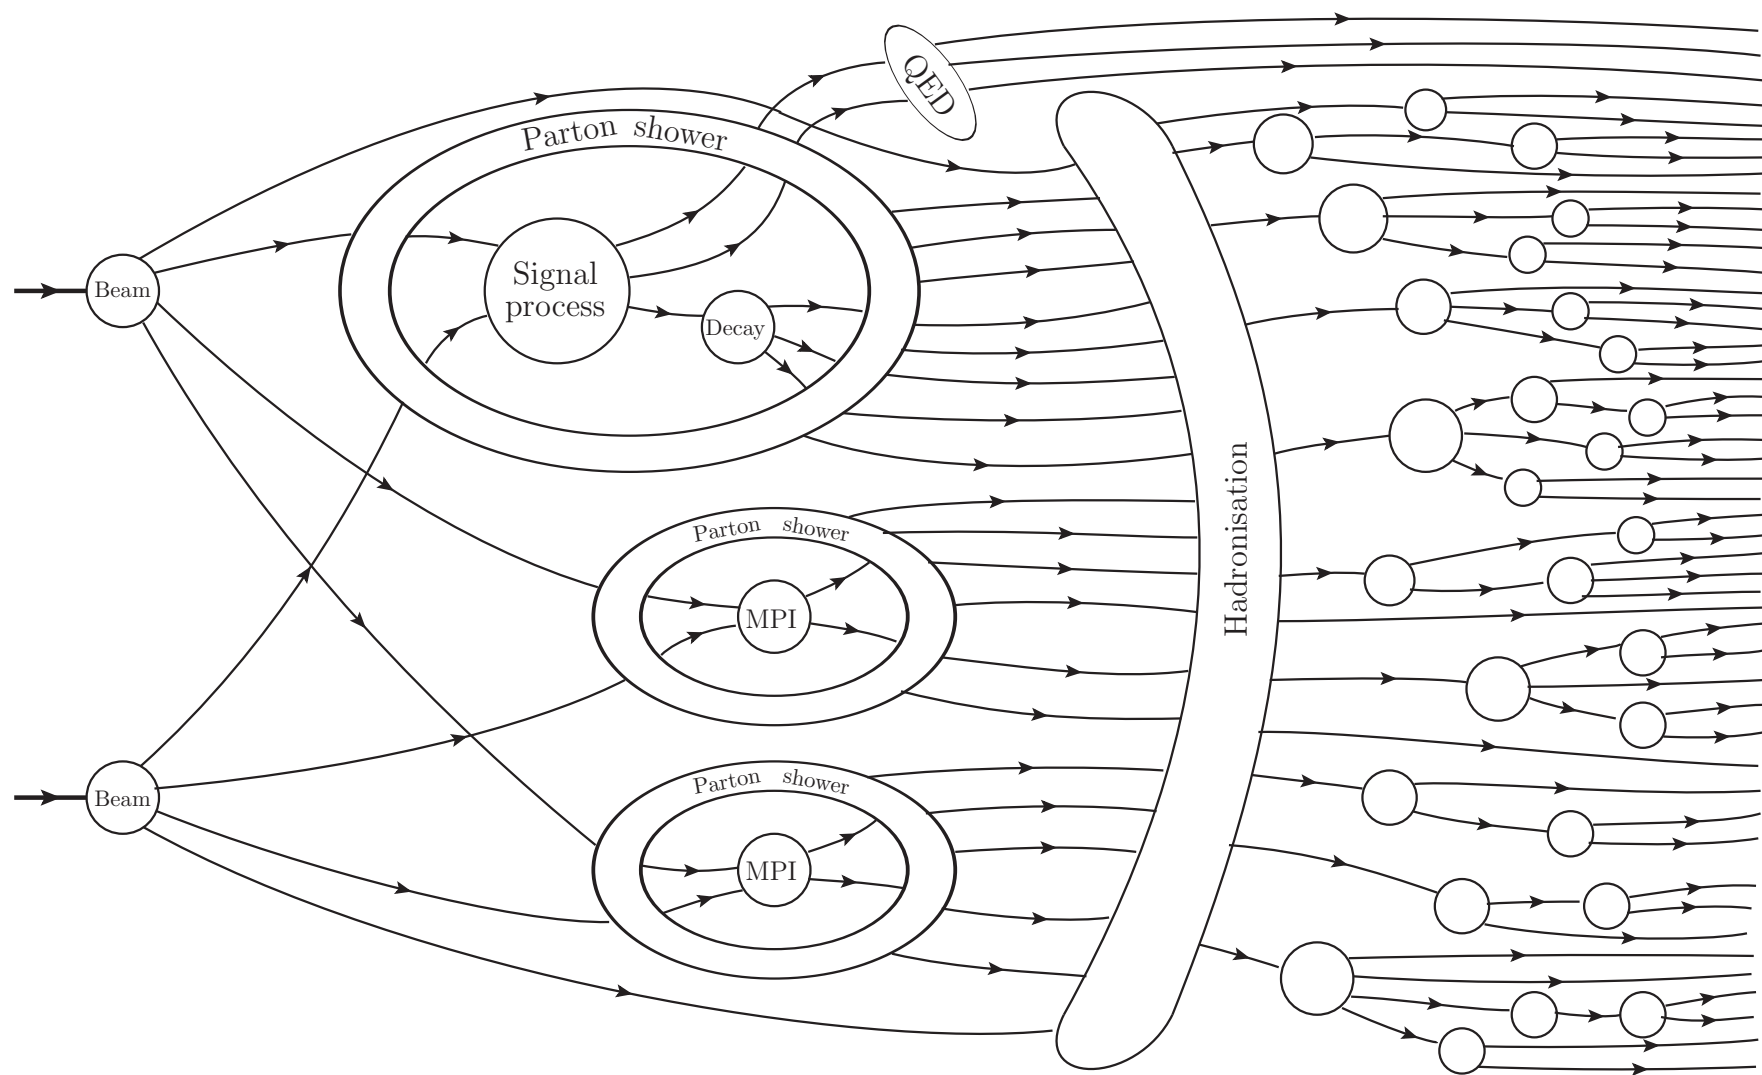 QED
Parton shower
Signal
process
Beam
Decay
Hadronisation
Parton shower
MPI
Beam
Parton shower
MPI